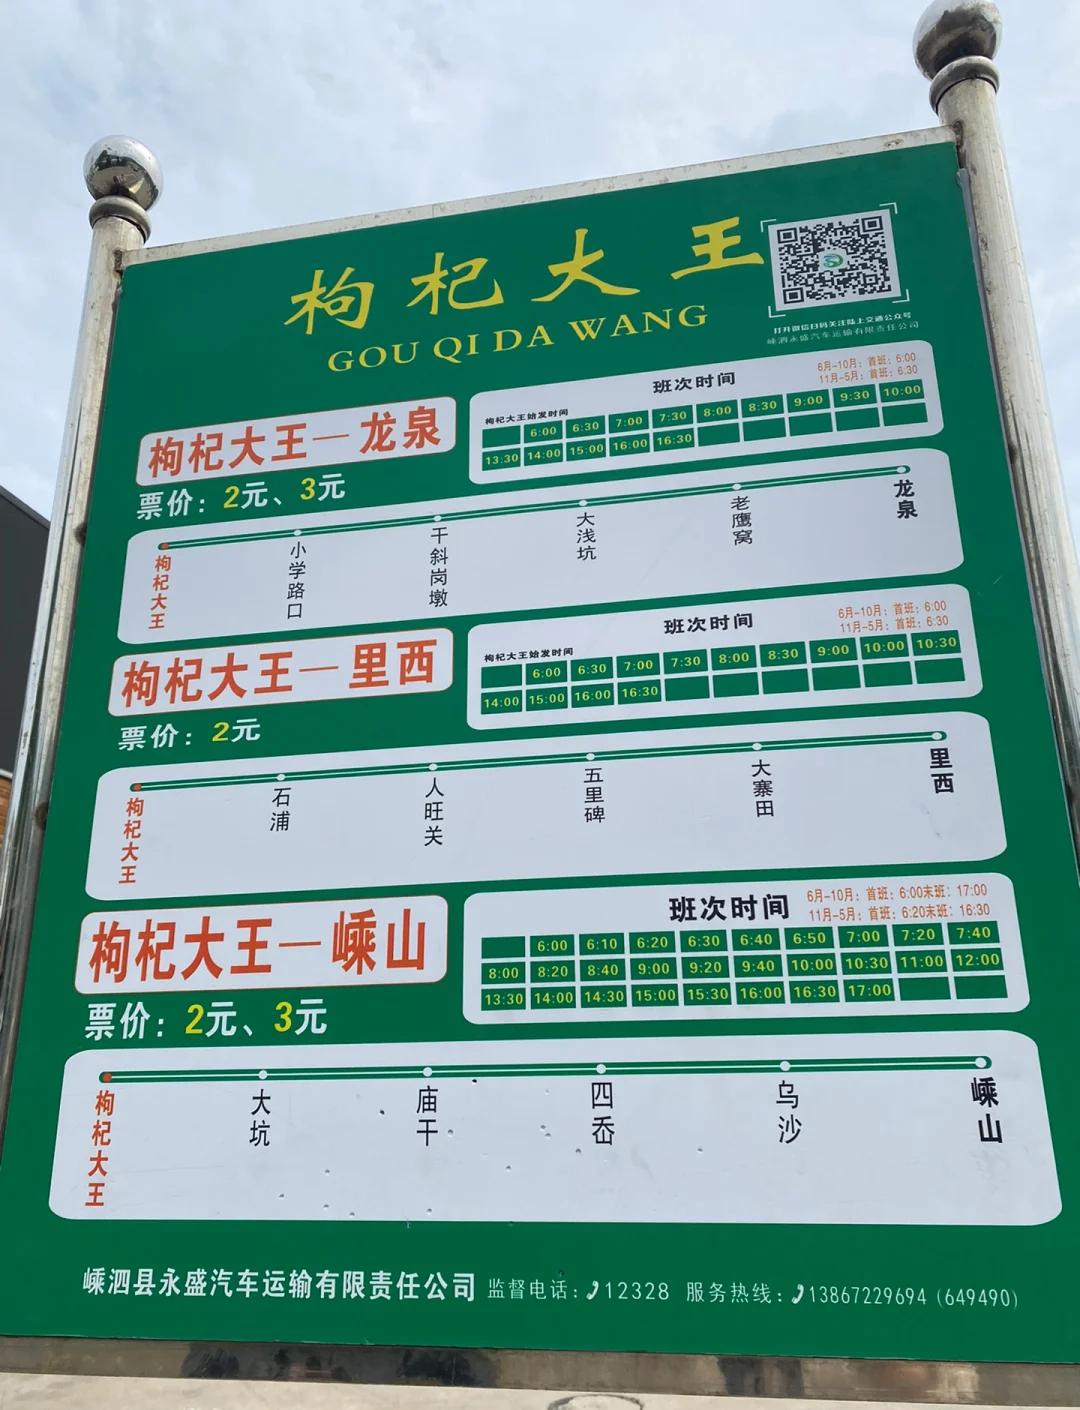 枸杞大王
GOU QI DA WANG
打开微信扫码关注陆上交通公众号
嵊泗永盛汽车运输有限责任公司
枸杞大王—龙泉
票价：2元、3元
班次时间
6月-10月：首班：6:00
11月-5月：首班：6:30
枸杞大王始发时间
6:00 6:30 7:00 7:30 8:00 8:30 9:00 9:30 10:00
13:30 14:00 15:00 16:00 16:30
枸杞大王 小学路口 干斜岗墩 大浅坑 老鹰窝 龙泉
枸杞大王—里西
票价：2元
班次时间
6月-10月：首班：6:00
11月-5月：首班：6:30
枸杞大王始发时间
6:00 6:30 7:00 7:30 8:00 8:30 9:00 10:00 10:30
14:00 15:00 16:00 16:30
枸杞大王 石浦 人旺关 五里碑 大寨田 里西
枸杞大王—嵊山
票价：2元、3元
班次时间
6月-10月：首班：6:00末班：17:00
11月-5月：首班：6:20末班：16:30
6:00 6:10 6:20 6:30 6:40 6:50 7:00 7:20 7:40
8:00 8:20 8:40 9:00 9:20 9:40 10:00 10:30 11:00 12:00
13:30 14:00 14:30 15:00 15:30 16:00 16:30 17:00
枸杞大王 大坑 庙干 四岙 乌沙 嵊山
嵊泗县永盛汽车运输有限责任公司 监督电话：12328 服务热线：13867229694（649490）